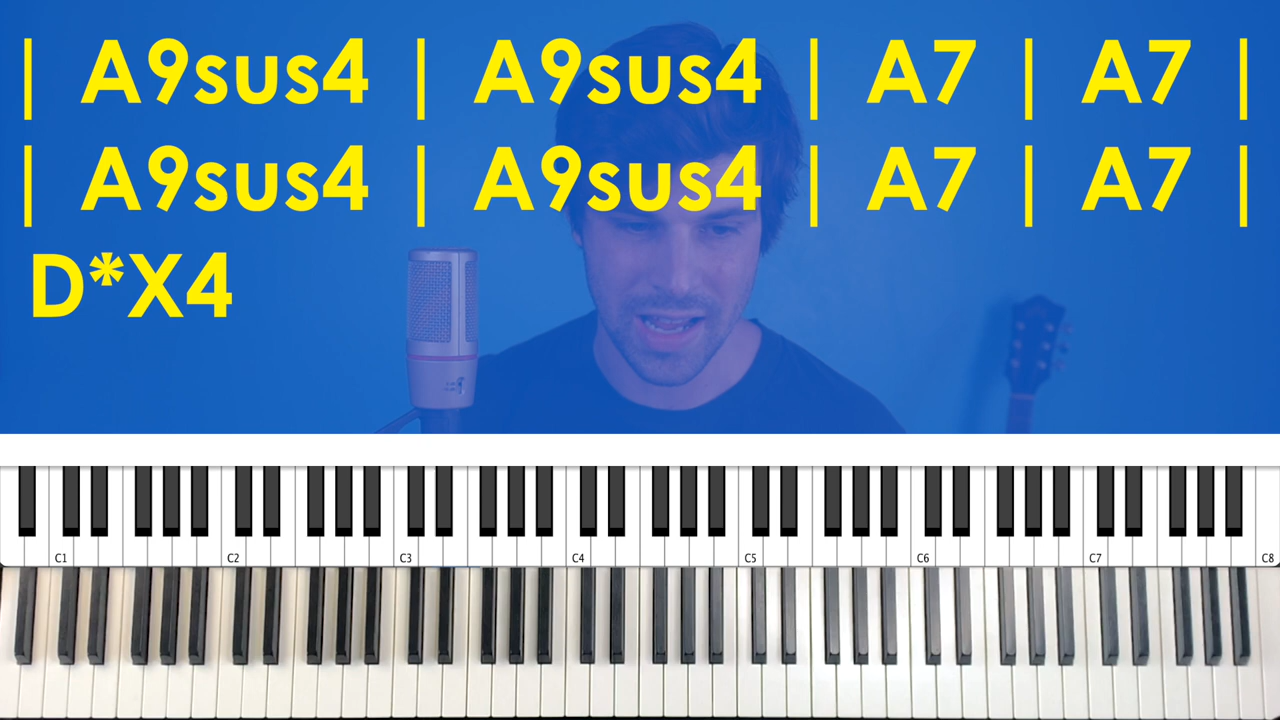 | A9sus4 | A9sus4 | A7 | A7 |
| A9sus4 | A9sus4 | A7 | A7 |
D*X4
C1 C2 C3 C4 C5 C6 C7 C8